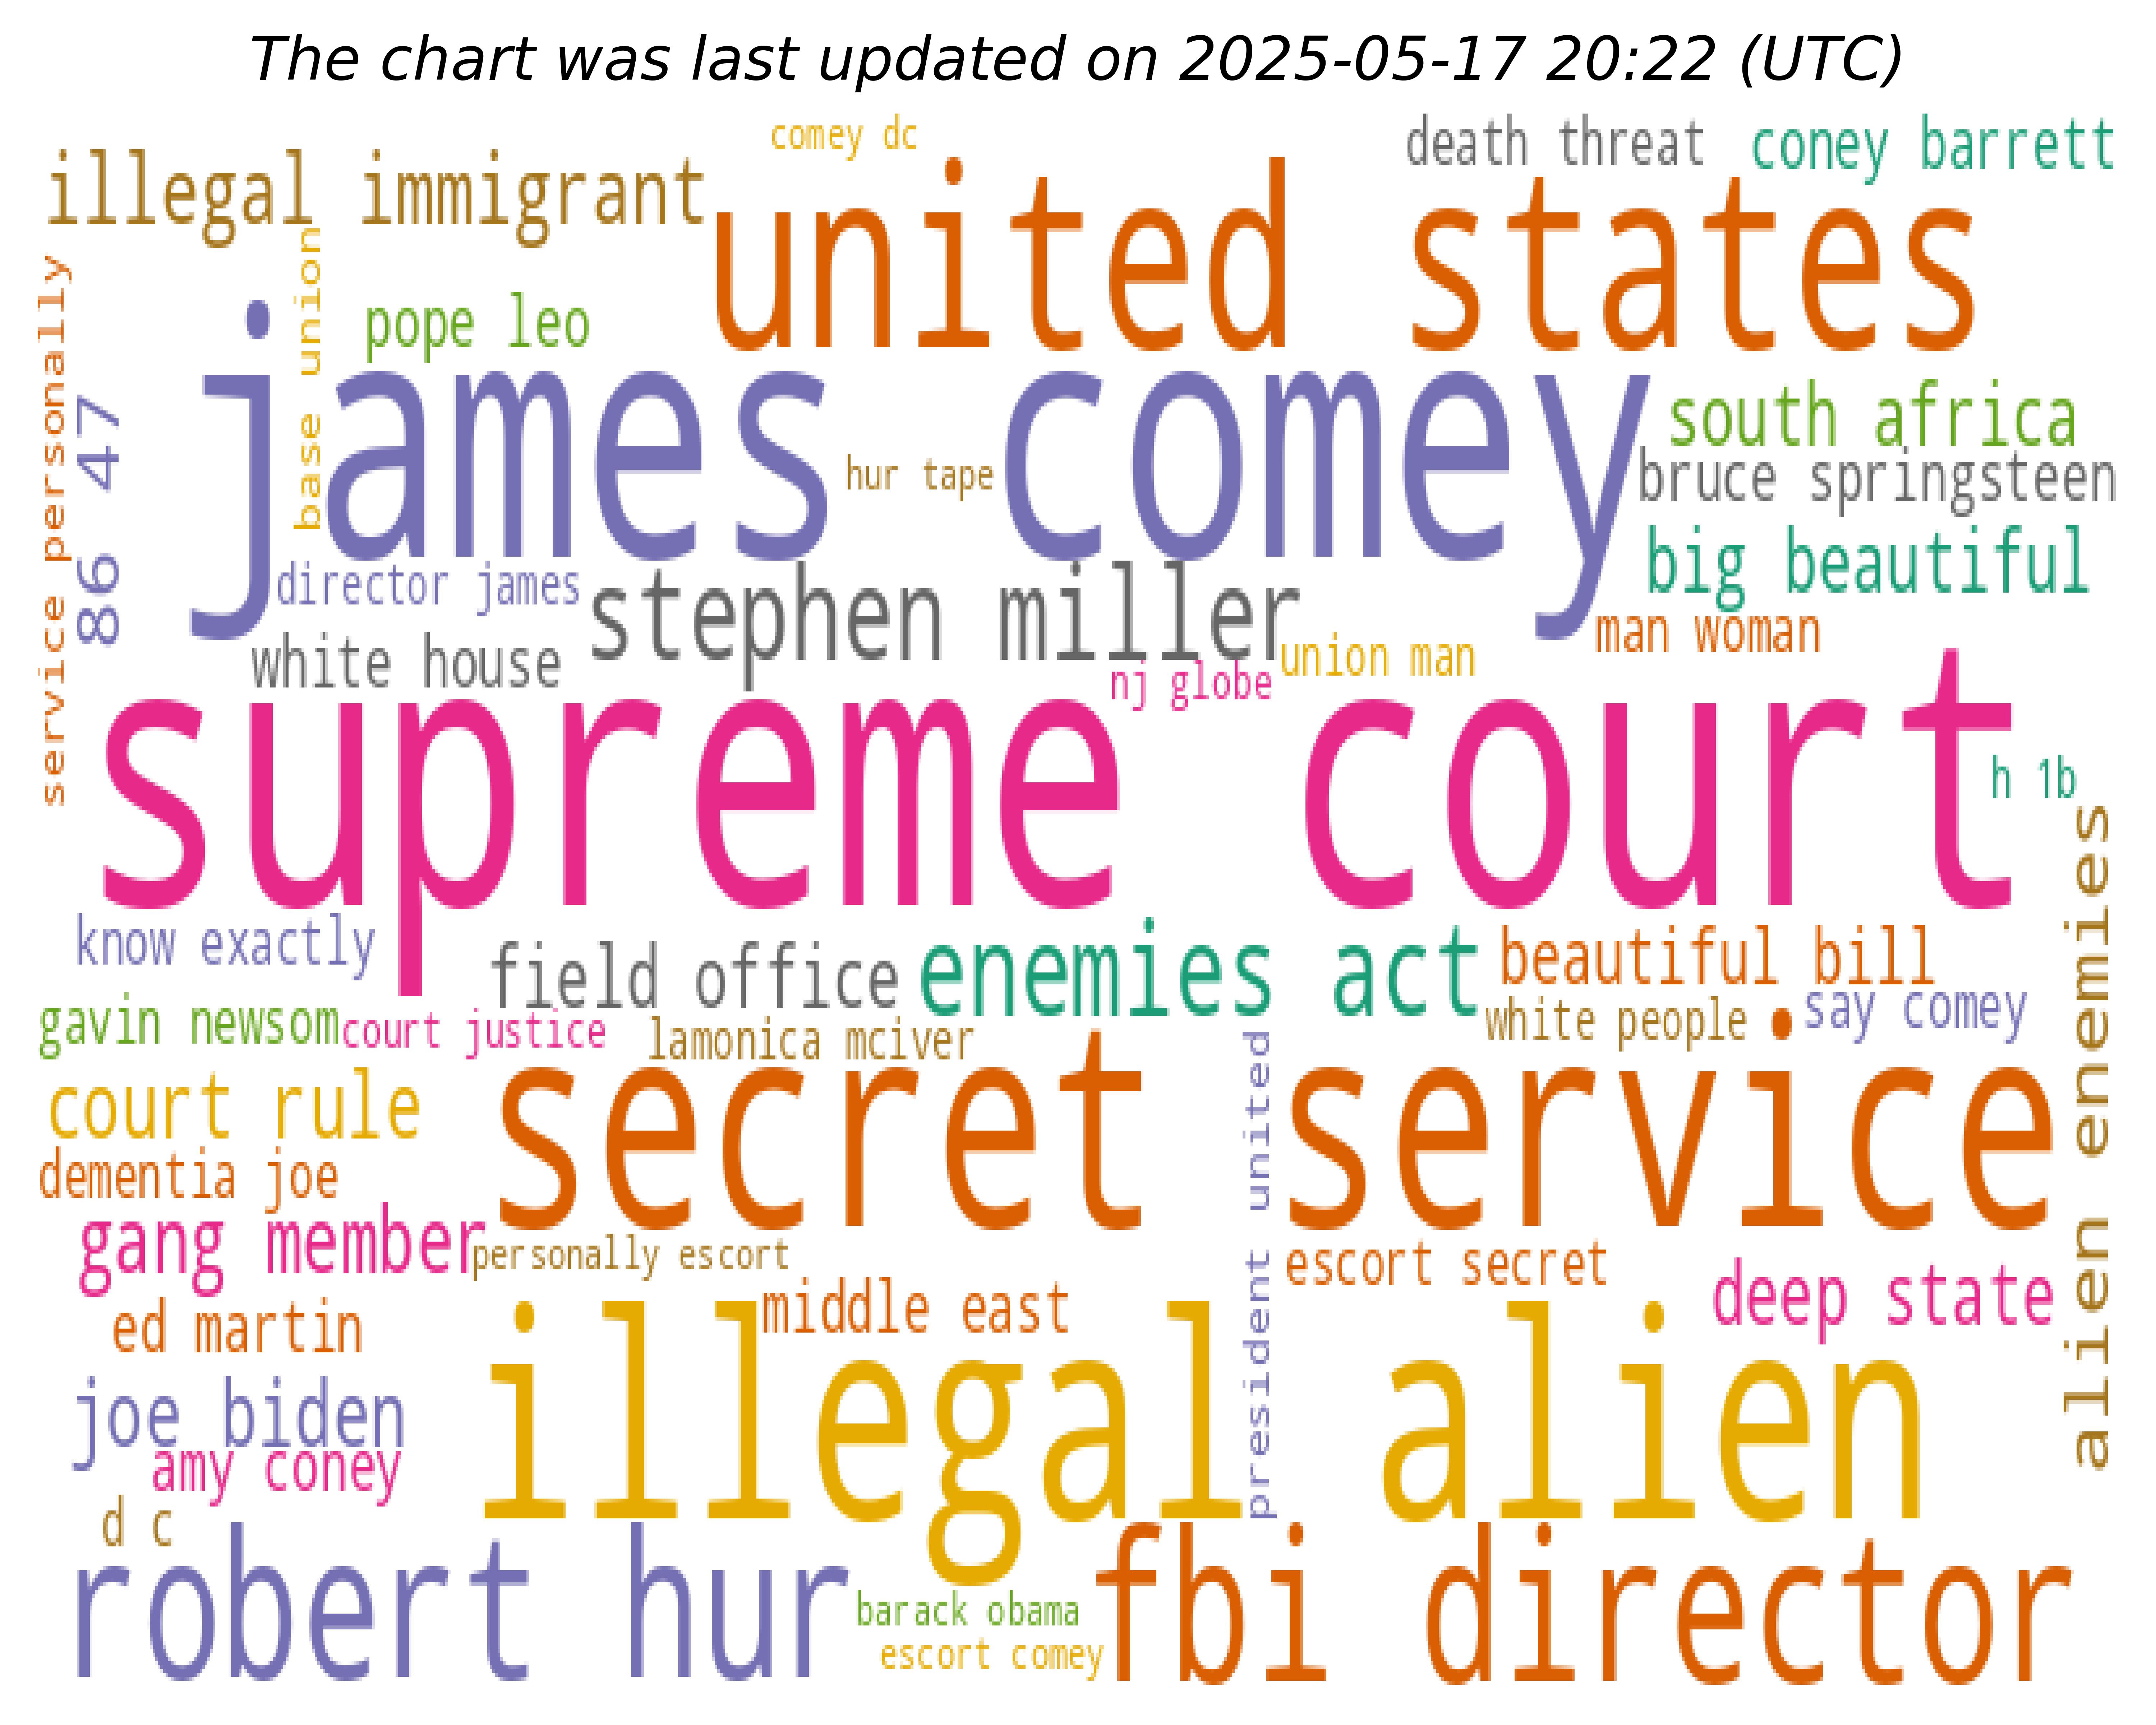 The chart was last updated on 2025-05-17 20:22 (UTC)
comey dc
death threat
coney barrett
illegal immigrant
united states
base union
service personally
pope leo
james comey
86 47
south africa
hur tape
bruce springsteen
big beautiful
director james
stephen miller
man woman
white house
union man
nj globe
supreme court
h 1b
alien enemies
know exactly
field office
enemies act
beautiful bill
gavin newsom
court justice
lamonica mciver
white people
say comey
secret service
president united
court rule
dementia joe
gang member
personally escort
escort secret
deep state
middle east
ed martin
illegal alien
joe biden
amy coney
d c
robert hur
fbi director
barack obama
escort comey